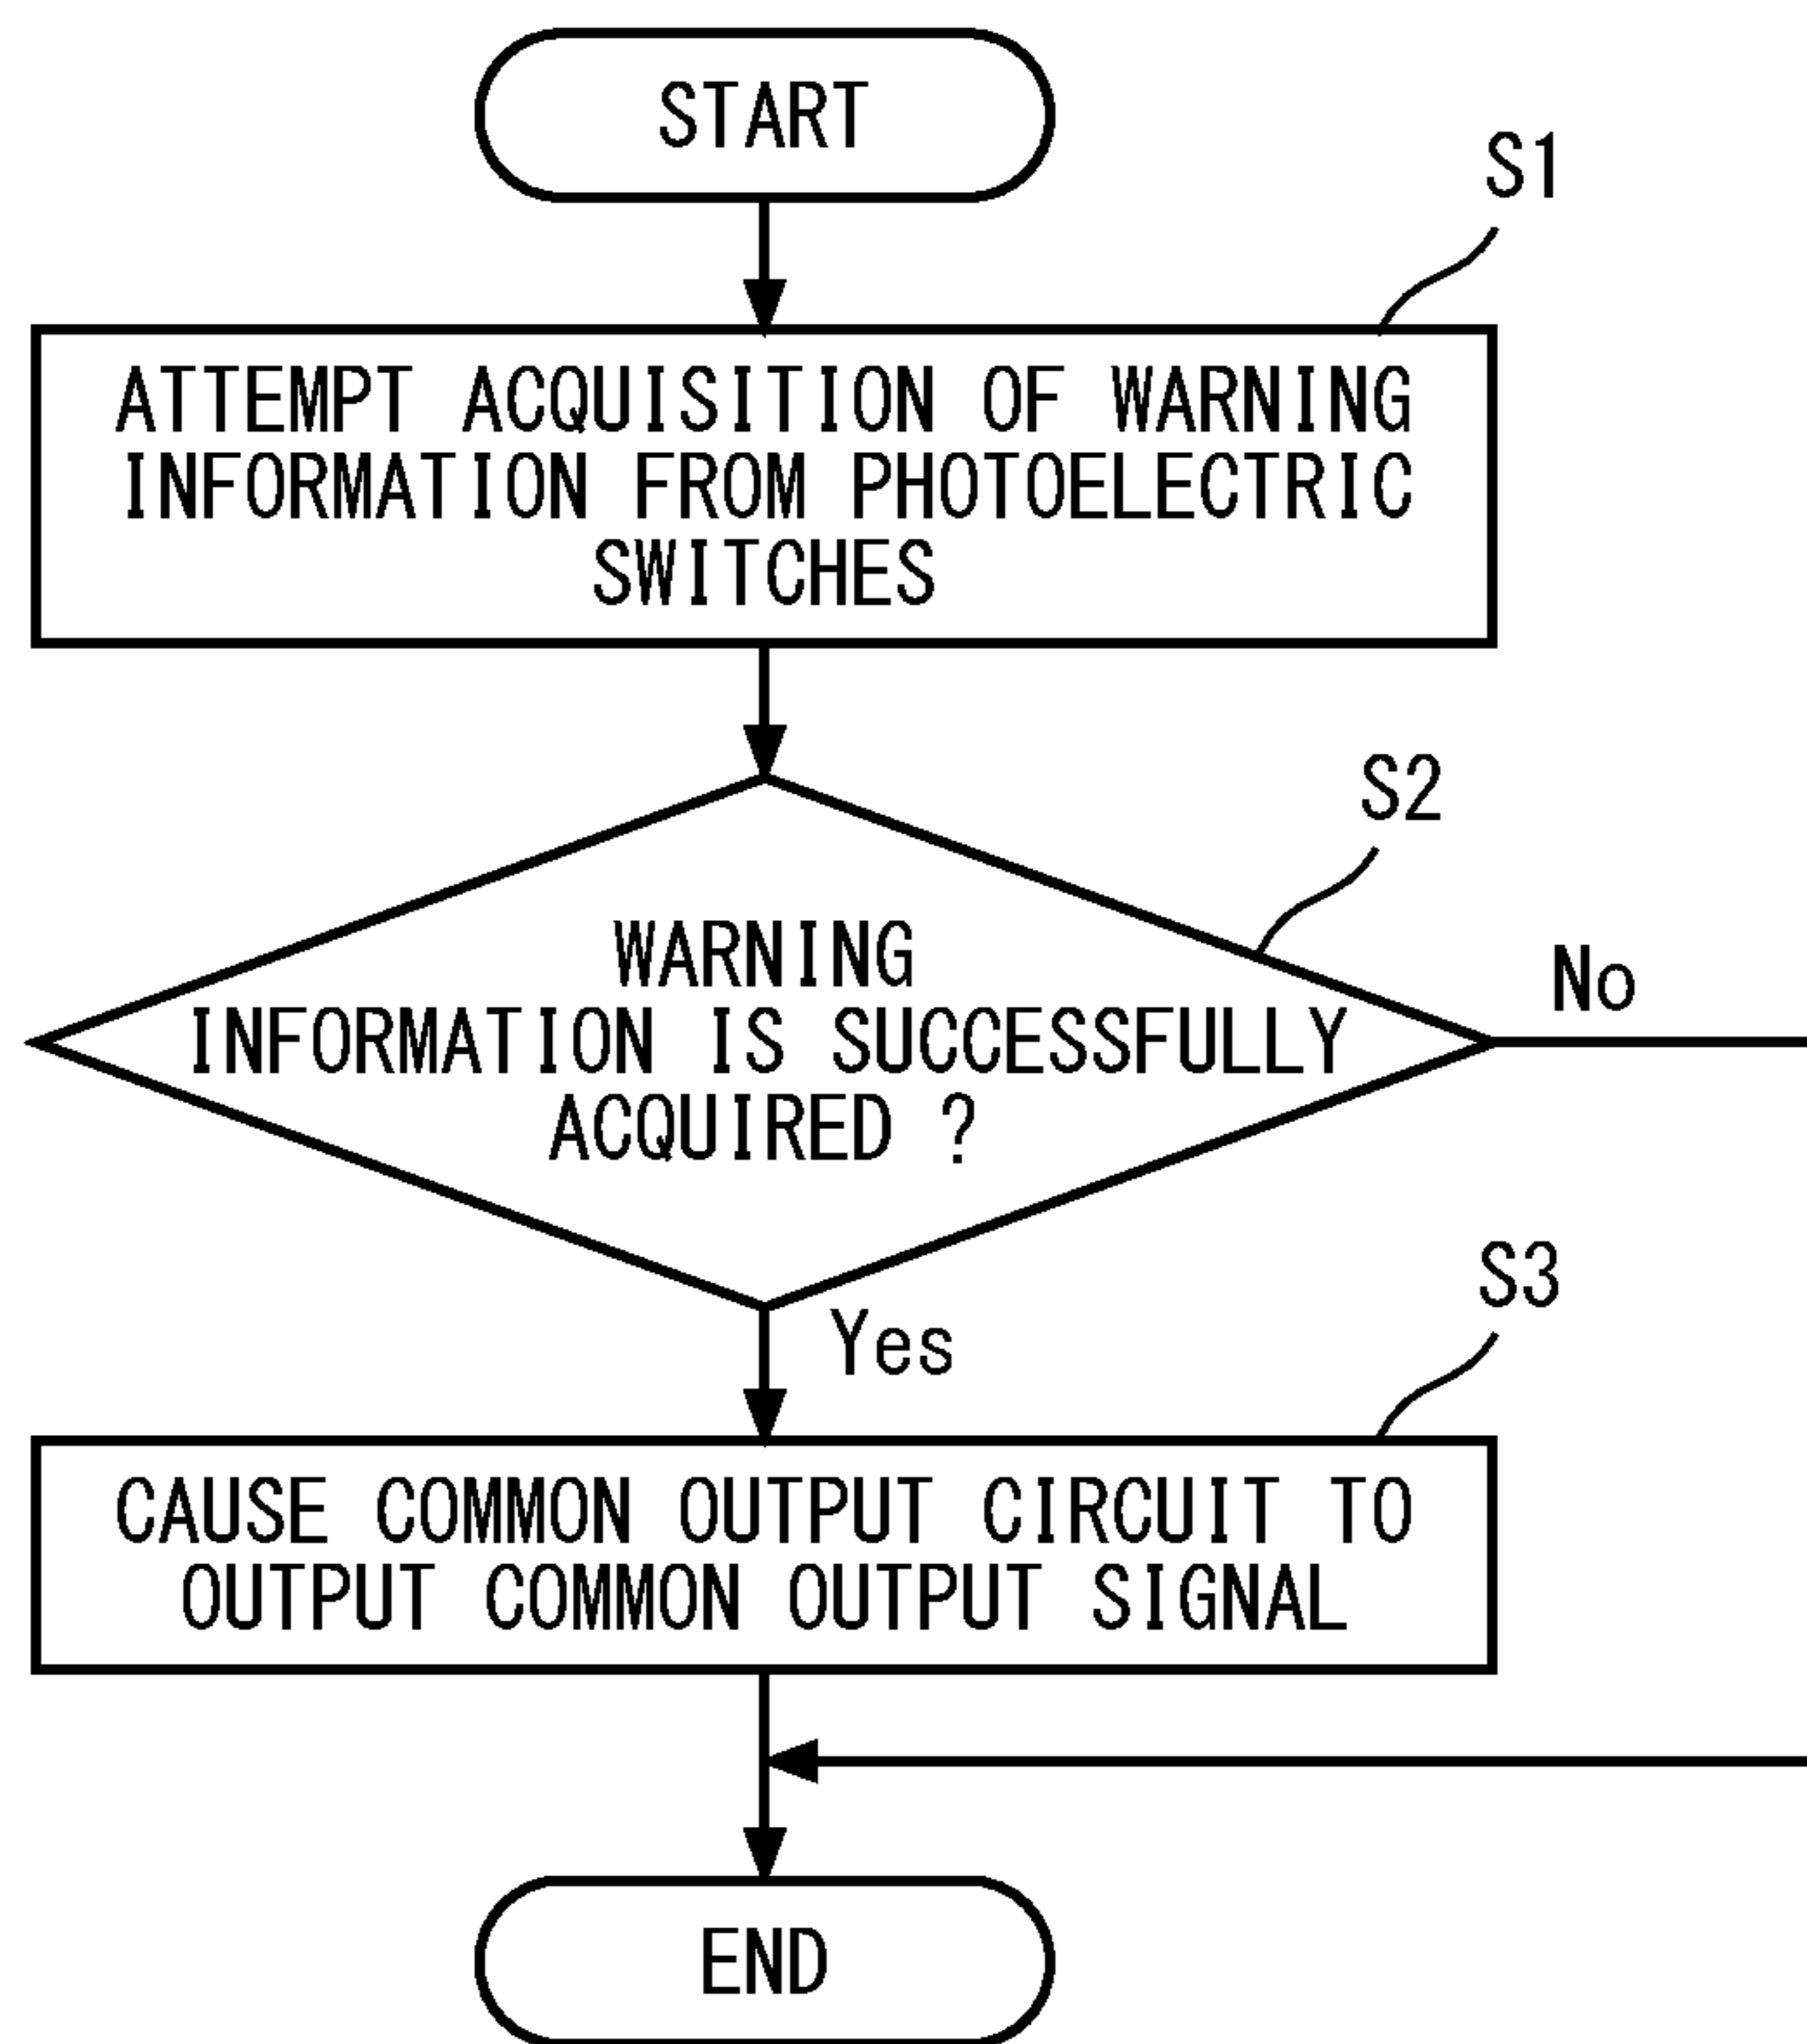 START
S1
ATTEMPT ACQUISITION OF WARNING
INFORMATION FROM PHOTOELECTRIC
SWITCHES
S2
WARNING
INFORMATION IS SUCCESSFULLY
ACQUIRED ?
No
Yes
S3
CAUSE COMMON OUTPUT CIRCUIT TO
OUTPUT COMMON OUTPUT SIGNAL
END